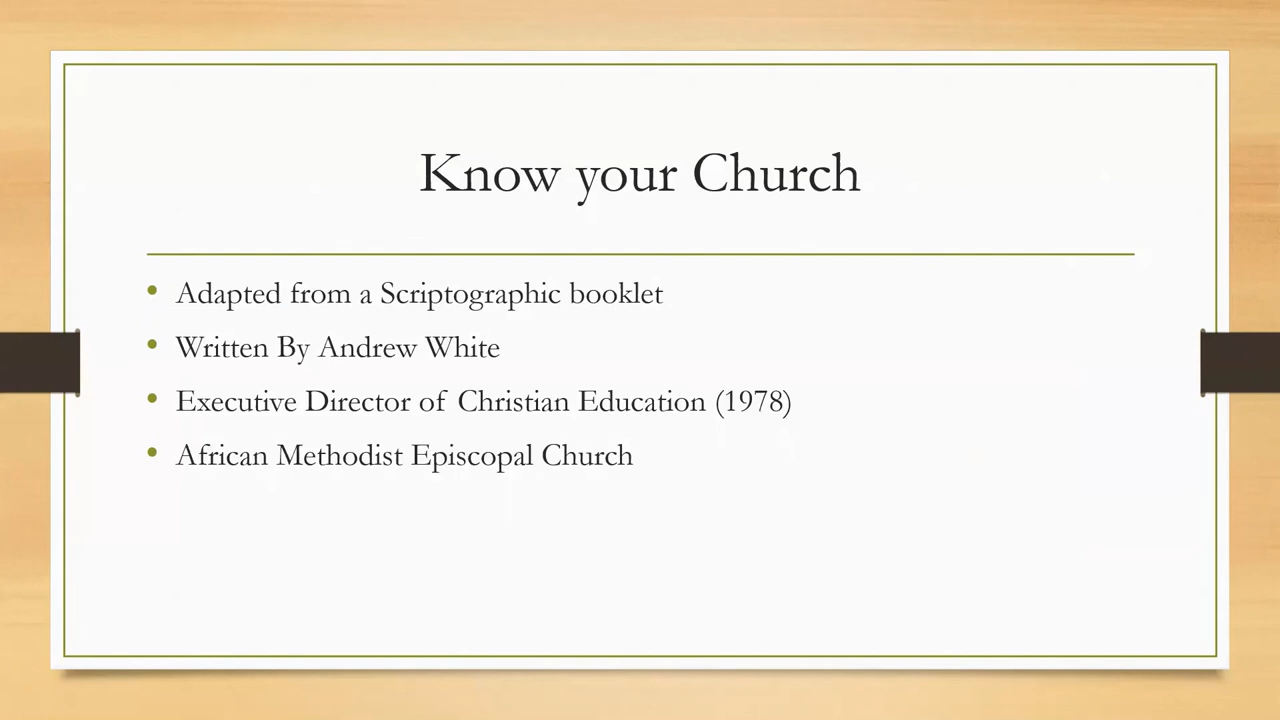 Know your Church
• Adapted from a Scriptographic booklet
• Written By Andrew White
• Executive Director of Christian Education (1978)
• African Methodist Episcopal Church